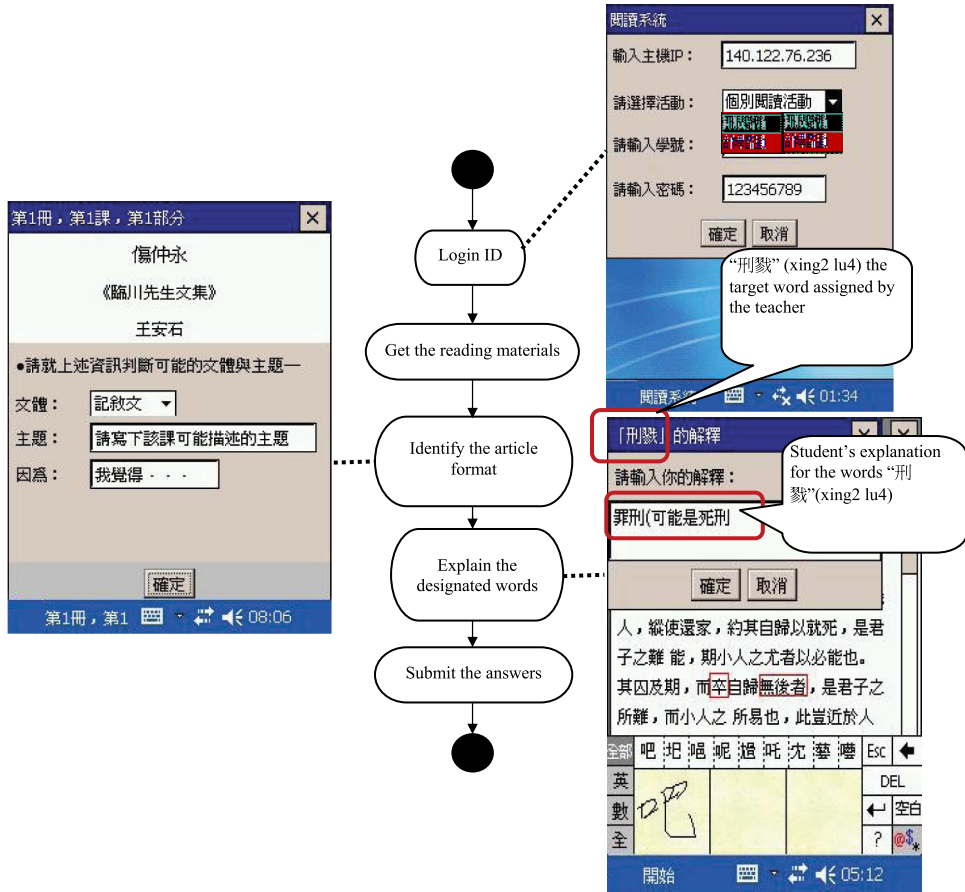 閱讀系統
輸入主機IP：
140.122.76.236
請選擇活動：
個別閱讀活動
請輸入學號：
請輸入密碼：
123456789
確定
取消
閱讀系統
01:34
“刑戮” (xing2 lu4) the
target word assigned by
the teacher
第1冊，第1課，第1部分
傷仲永
《臨川先生文集》
王安石
●請就上述資訊判斷可能的文體與主題一
文體：
記敘文
主題：
請寫下該課可能描述的主題
因為：
我覺得．．．
確定
第1冊，第1
08:06
Login ID
Get the reading materials
Identify the article
format
Explain the
designated words
Submit the answers
「刑戮」的解釋
請輸入你的解釋：
罪刑(可能是死刑
Student’s explanation
for the words “刑
戮”(xing2 lu4)
確定
取消
人，縱使還家，約其自歸以就死，是君
子之難 能，期小人之尤者以必能也。
其囚及期，而卒自歸無後者，是君子之
所難，而小人之 所易也，此豈近於人
全部
吧
呢
吒
Esc
英
DEL
數
空白
全
?
@$*
開始
05:12